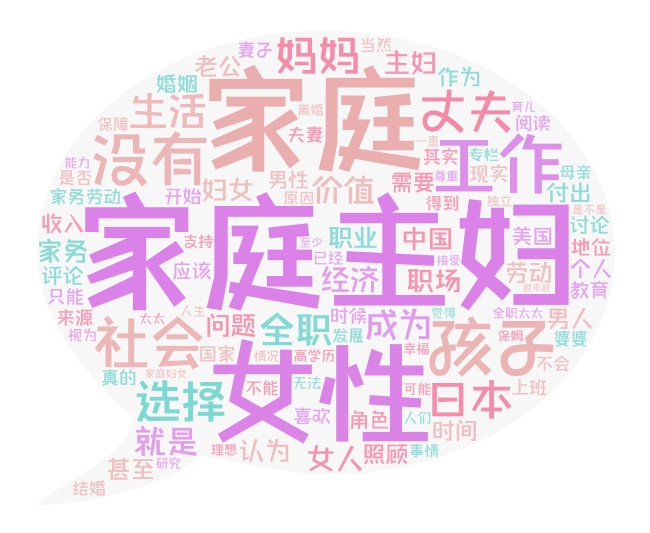 妻子 妈妈 当然
老公 主妇
婚姻 家庭 作为
生活 离婚 丈夫 育儿
保障 夫妻 阅读
没有 一直 工作
能力 其实 专栏
是否 男性 尊重 母亲
妇女 原因 价值 需要 现实
家务劳动 开始 得到 独立 付出
收入 家庭主妇 是不是
支持 至少 职业 中国 美国 讨论
家务 已经 接受 地位
评论 应该 经济 职场 劳动 个人
只能 越来越 教育
来源 太太 人生 时候 成为 觉得 全职太太 男人
视为 社会 问题 全职 发展 孩子 保姆 婆婆
国家 情况 高学历 幸福 不会
真的 家庭妇女 女性 不能 无法 可能 日本 上班
选择 喜欢 角色 人们
就是 时间
理想 认为 女人 照顾 事情
甚至 研究
结婚